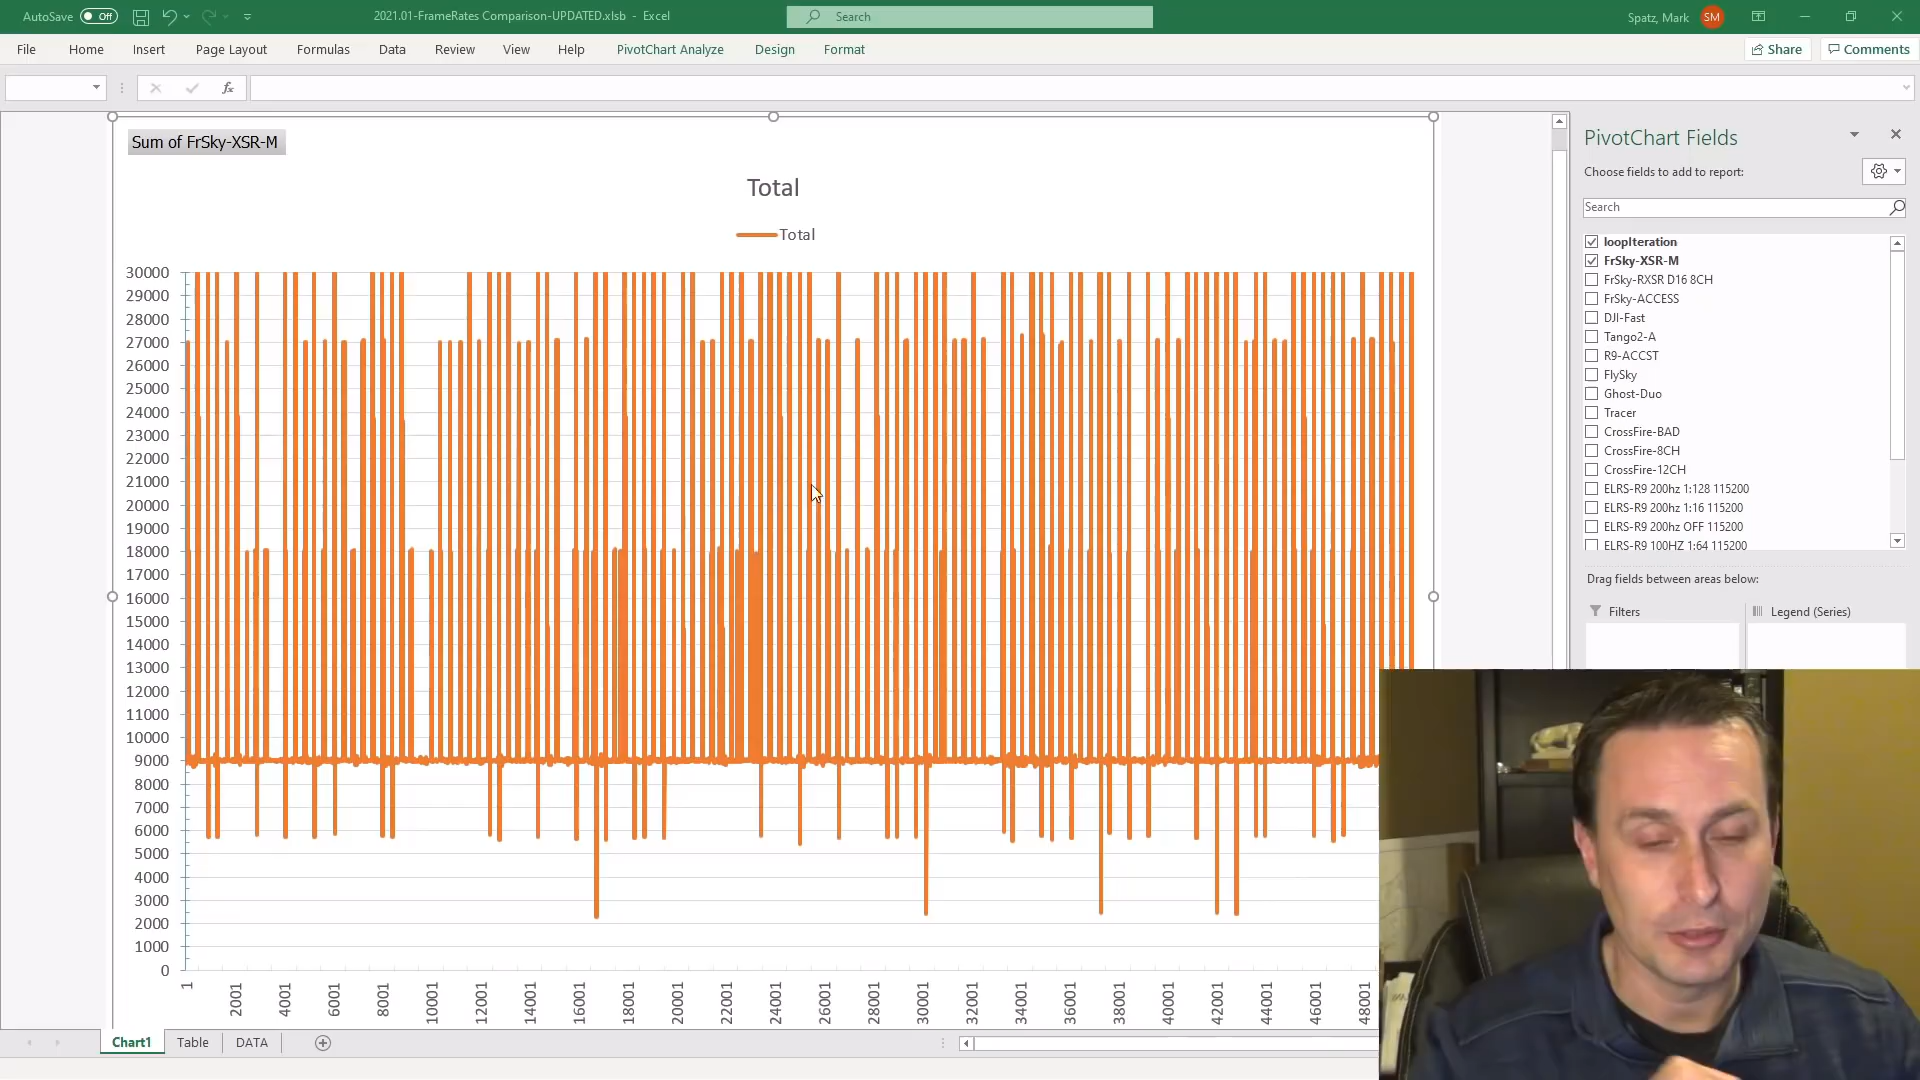 AutoSave Off
2021.01-FrameRates Comparison-UPDATED.xlsb - Excel
Search
Spatz, Mark
SM
File Home Insert Page Layout Formulas Data Review View Help PivotChart Analyze Design Format
Share
Comments
fx
Sum of FrSky-XSR-M
Total
Total
30000
29000
28000
27000
26000
25000
24000
23000
22000
21000
20000
19000
18000
17000
16000
15000
14000
13000
12000
11000
10000
9000
8000
7000
6000
5000
4000
3000
2000
1000
0
1 2001 4001 6001 8001 10001 12001 14001 16001 18001 20001 22001 24001 26001 28001 30001 32001 34001 36001 38001 40001 42001 44001 46001 48001
Chart1 Table DATA
PivotChart Fields
Choose fields to add to report:
Search
loopIteration
FrSky-XSR-M
FrSky-RXSR D16 8CH
FrSky-ACCESS
DJI-Fast
Tango2-A
R9-ACCST
FlySky
Ghost-Duo
Tracer
CrossFire-BAD
CrossFire-8CH
CrossFire-12CH
ELRS-R9 200hz 1:128 115200
ELRS-R9 200hz 1:16 115200
ELRS-R9 200hz OFF 115200
ELRS-R9 100HZ 1:64 115200
Drag fields between areas below:
Filters
Legend (Series)